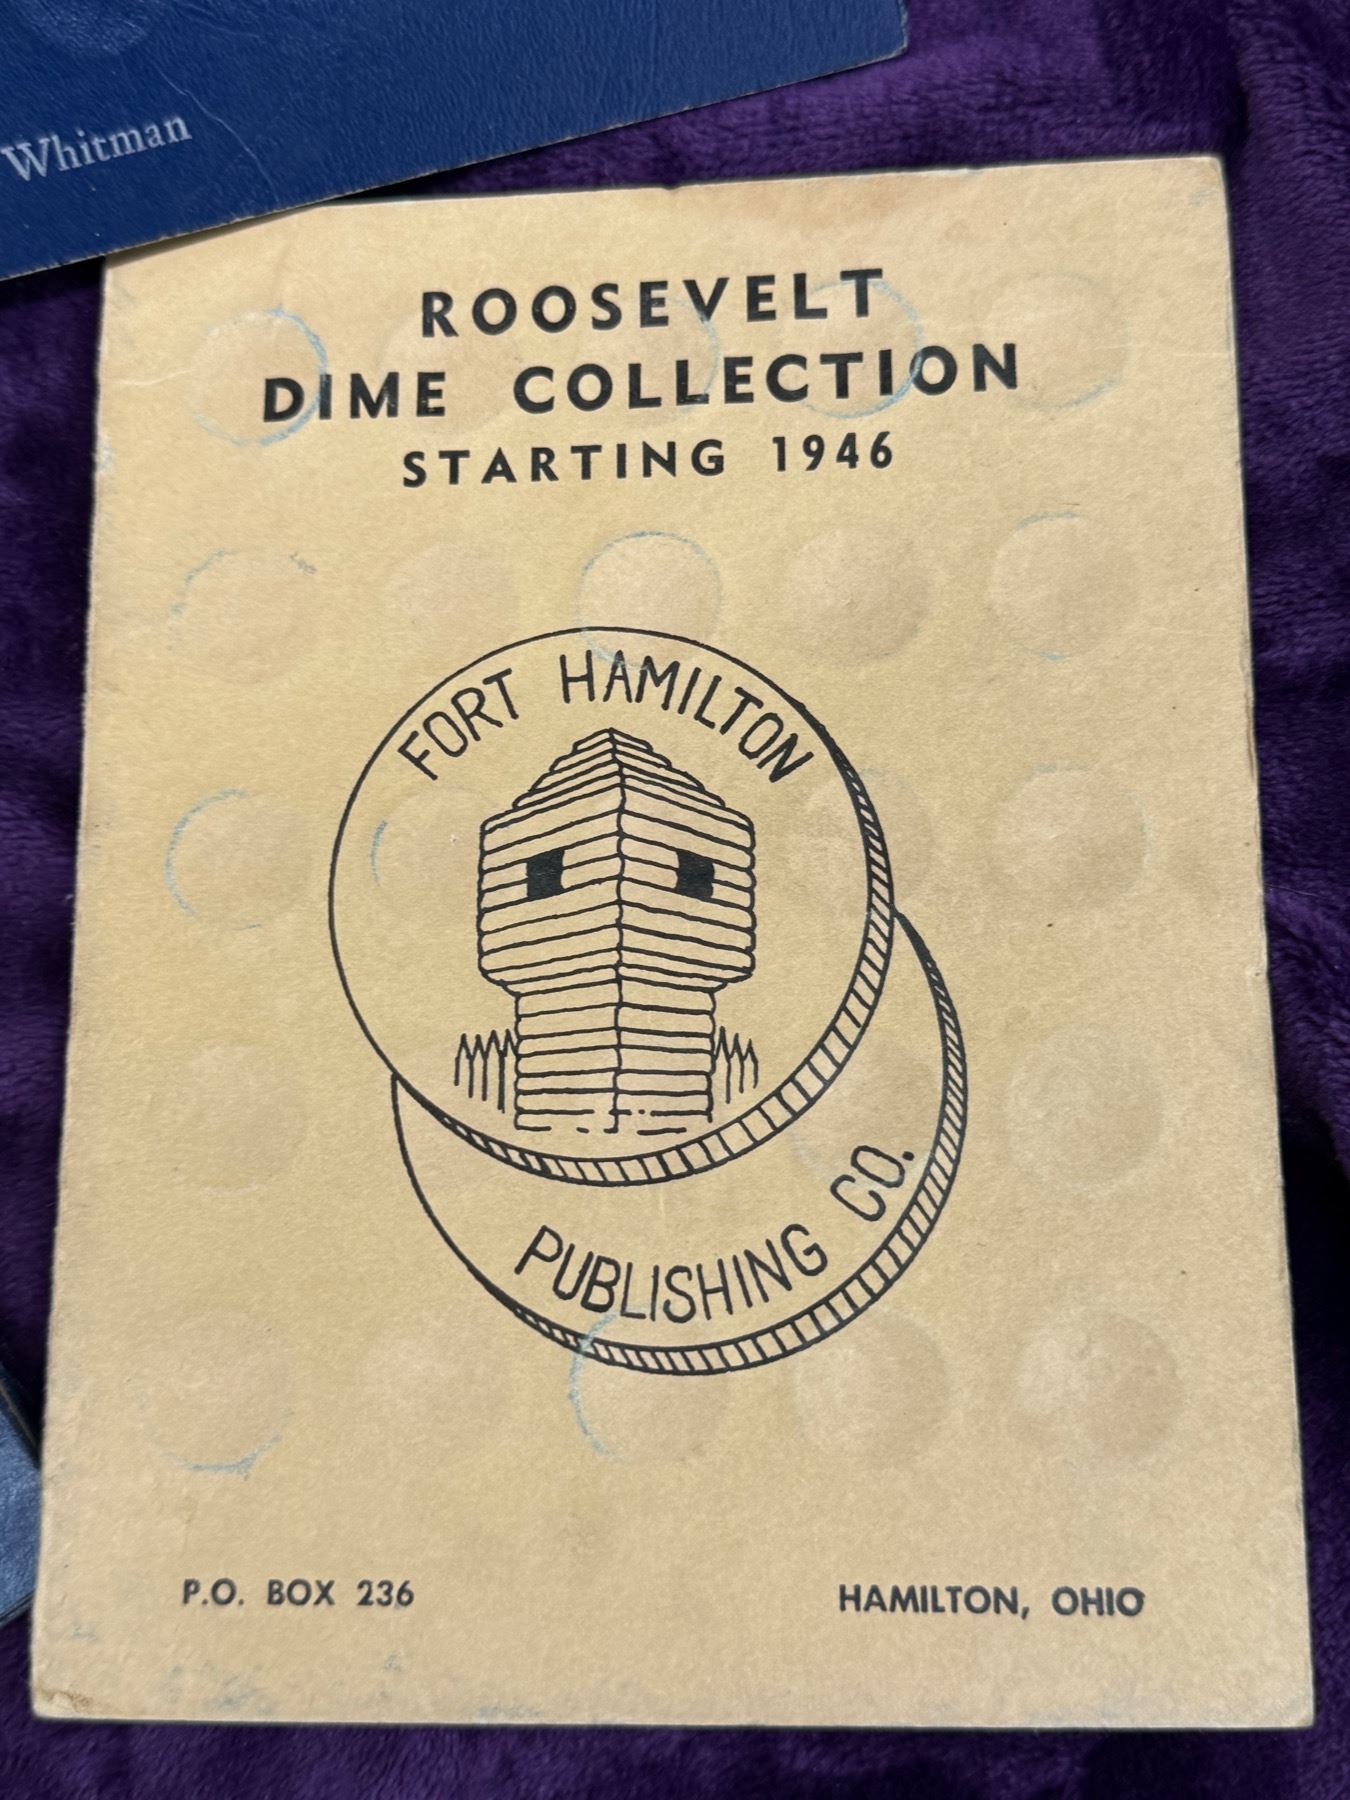 Whitman
ROOSEVELT
DIME COLLECTION
STARTING 1946
FORT HAMILTON
PUBLISHING CO.
P.O. BOX 236
HAMILTON, OHIO